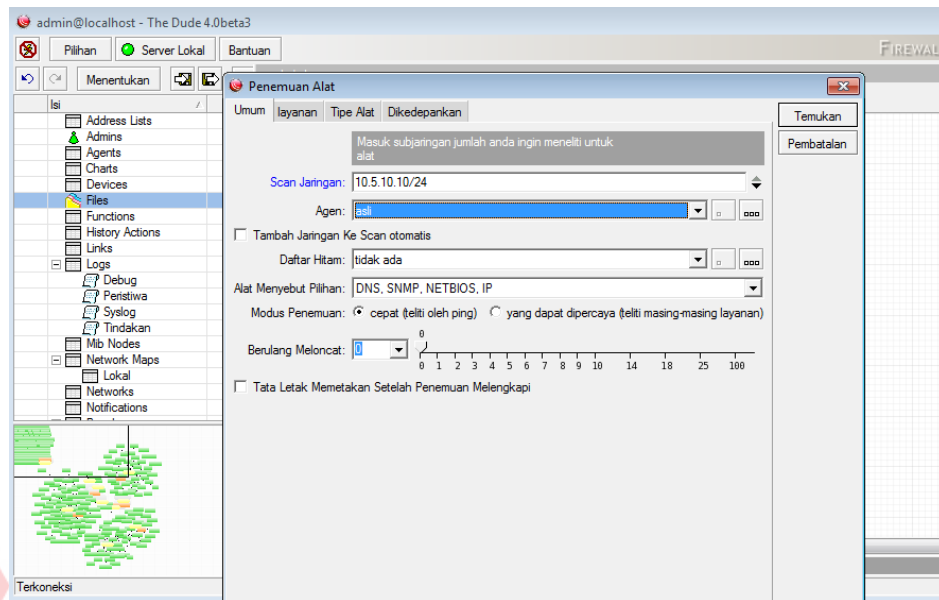 admin@localhost - The Dude 4.0beta3
Pilihan Server Lokal Bantuan
FIREWAL
Menentukan
Isi
Address Lists
Admins
Agents
Charts
Devices
Files
Functions
History Actions
Links
Logs
Debug
Peristiwa
Syslog
Tindakan
Mib Nodes
Network Maps
Lokal
Networks
Notifications
Terkoneksi
Penemuan Alat
Umum layanan Tipe Alat Dikedepankan
Masuk subjaringan jumlah anda ingin meneliti untuk
alat
Scan Jaringan: 10.5.10.10/24
Agen: asli
Tambah Jaringan Ke Scan otomatis
Daftar Hitam: tidak ada
Alat Menyebut Pilihan: DNS, SNMP, NETBIOS, IP
Modus Penemuan: cepat (teliti oleh ping) yang dapat dipercaya (teliti masing-masing layanan)
0
Berulang Meloncat: 0
0 1 2 3 4 5 6 7 8 9 10 14 18 25 100
Tata Letak Memetakan Setelah Penemuan Melengkapi
Temukan
Pembatalan